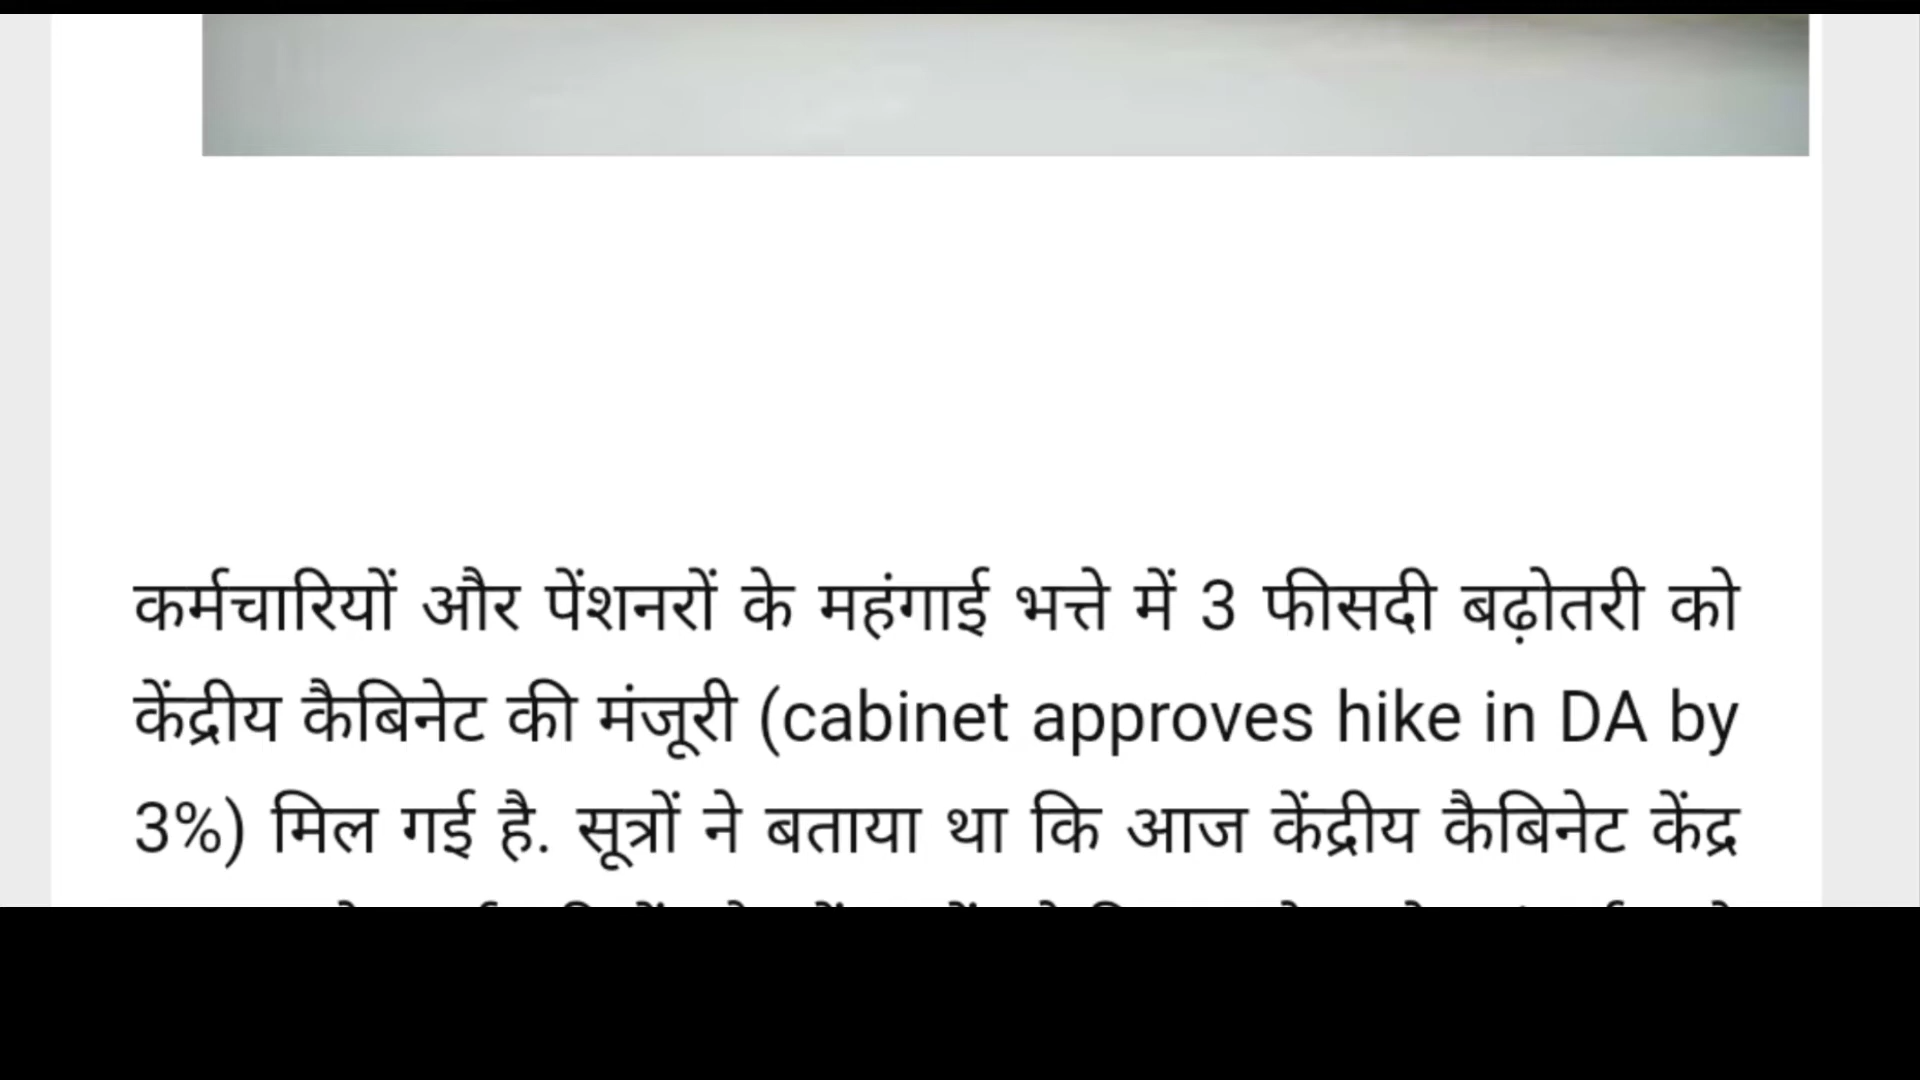 कर्मचारियों और पेंशनरों के महंगाई भत्ते में 3 फीसदी बढ़ोतरी को
केंद्रीय कैबिनेट की मंजूरी (cabinet approves hike in DA by
3%) मिल गई है. सूत्रों ने बताया था कि आज केंद्रीय कैबिनेट केंद्र